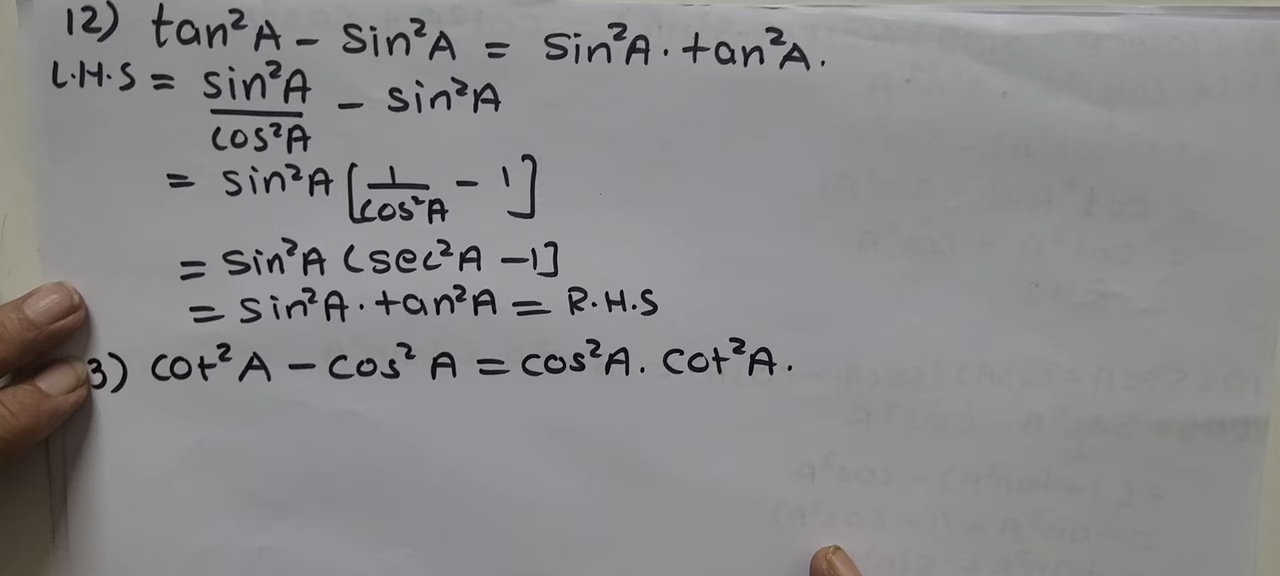 12) tan²A - sin²A = sin²A · tan²A.
L.H.S = sin²A/cos²A - sin²A
= sin²A [1/cos²A - 1]
= sin²A (sec²A - 1]
= sin²A · tan²A = R.H.S
3) cot²A - cos²A = cos²A. cot²A.